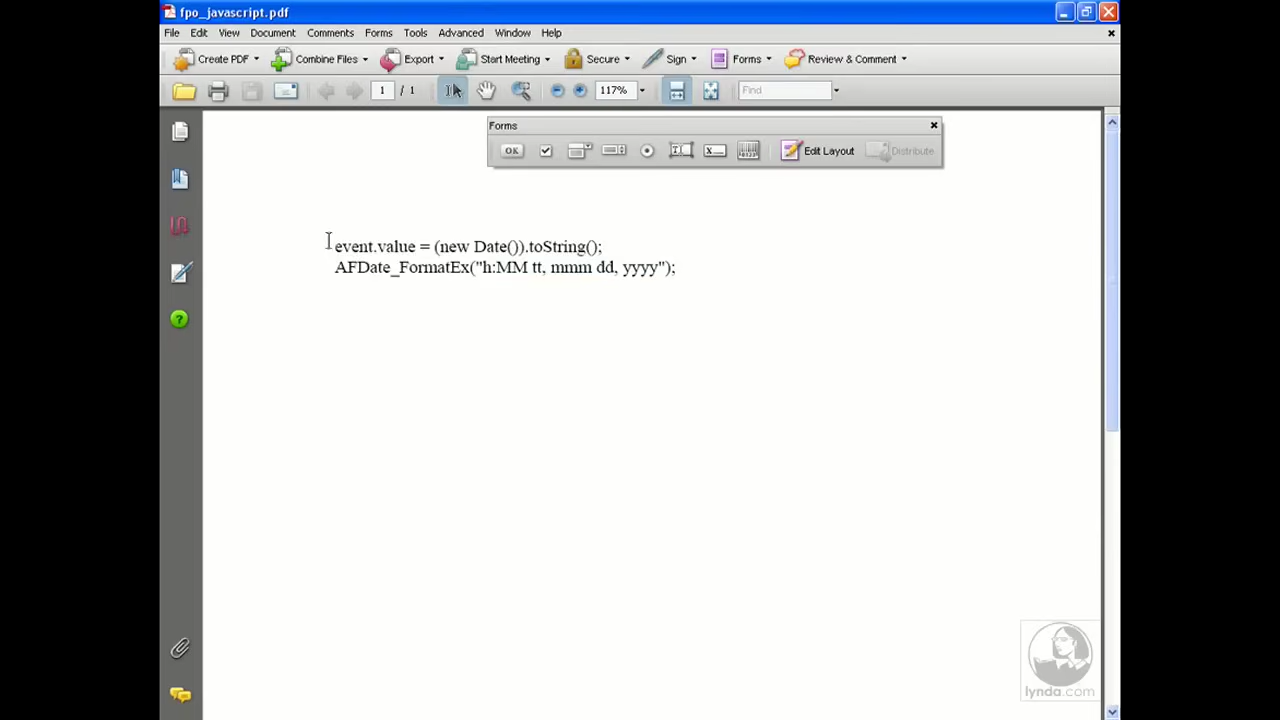 fpo_javascript.pdf
File Edit View Document Comments Forms Tools Advanced Window Help
Create PDF Combine Files Export Start Meeting Secure Sign Forms Review & Comment
1 / 1 117% Find
Forms
OK Edit Layout Distribute
event.value = (new Date()).toString();
AFDate_FormatEx("h:MM tt, mmm dd, yyyy");
lynda.com